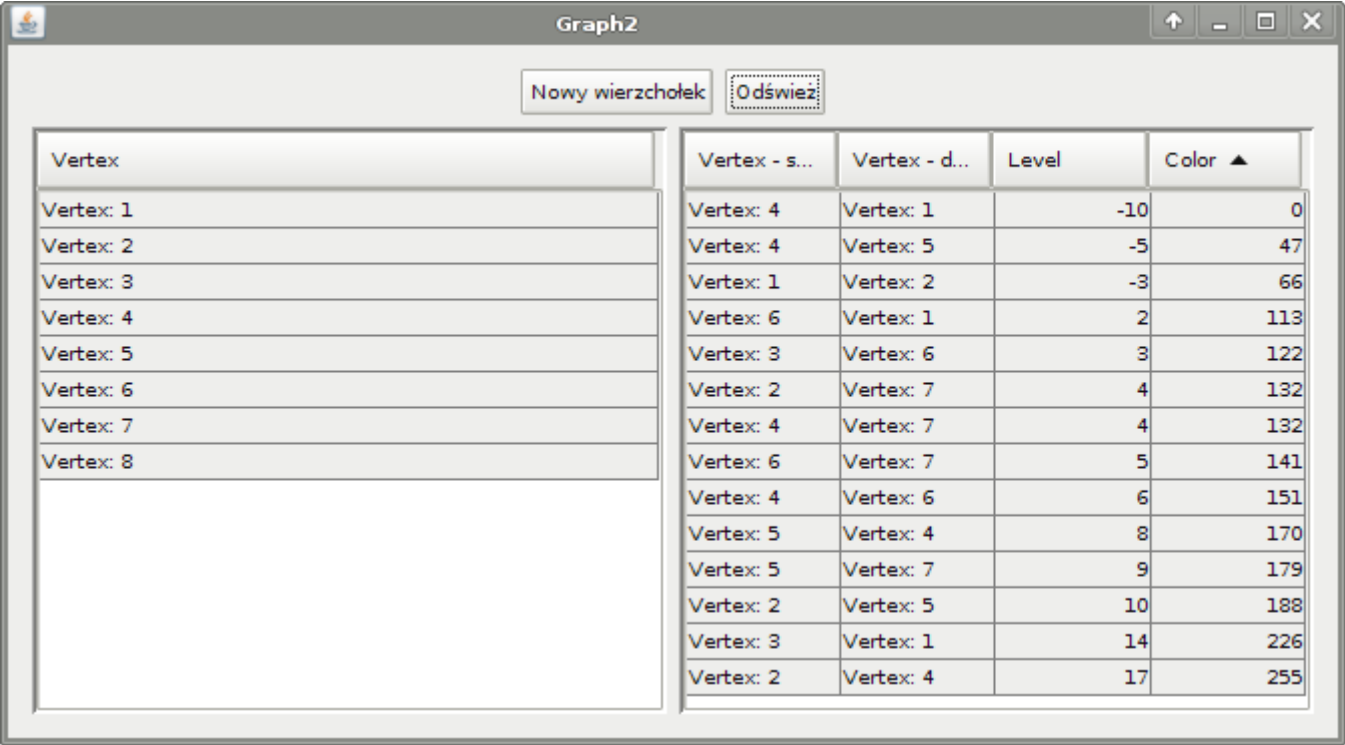 Graph2
Nowy wierzchołek Odśwież
Vertex
Vertex: 1
Vertex: 2
Vertex: 3
Vertex: 4
Vertex: 5
Vertex: 6
Vertex: 7
Vertex: 8
Vertex - s... Vertex - d... Level Color ▲
Vertex: 4 Vertex: 1 -10 0
Vertex: 4 Vertex: 5 -5 47
Vertex: 1 Vertex: 2 -3 66
Vertex: 6 Vertex: 1 2 113
Vertex: 3 Vertex: 6 3 122
Vertex: 2 Vertex: 7 4 132
Vertex: 4 Vertex: 7 4 132
Vertex: 6 Vertex: 7 5 141
Vertex: 4 Vertex: 6 6 151
Vertex: 5 Vertex: 4 8 170
Vertex: 5 Vertex: 7 9 179
Vertex: 2 Vertex: 5 10 188
Vertex: 3 Vertex: 1 14 226
Vertex: 2 Vertex: 4 17 255